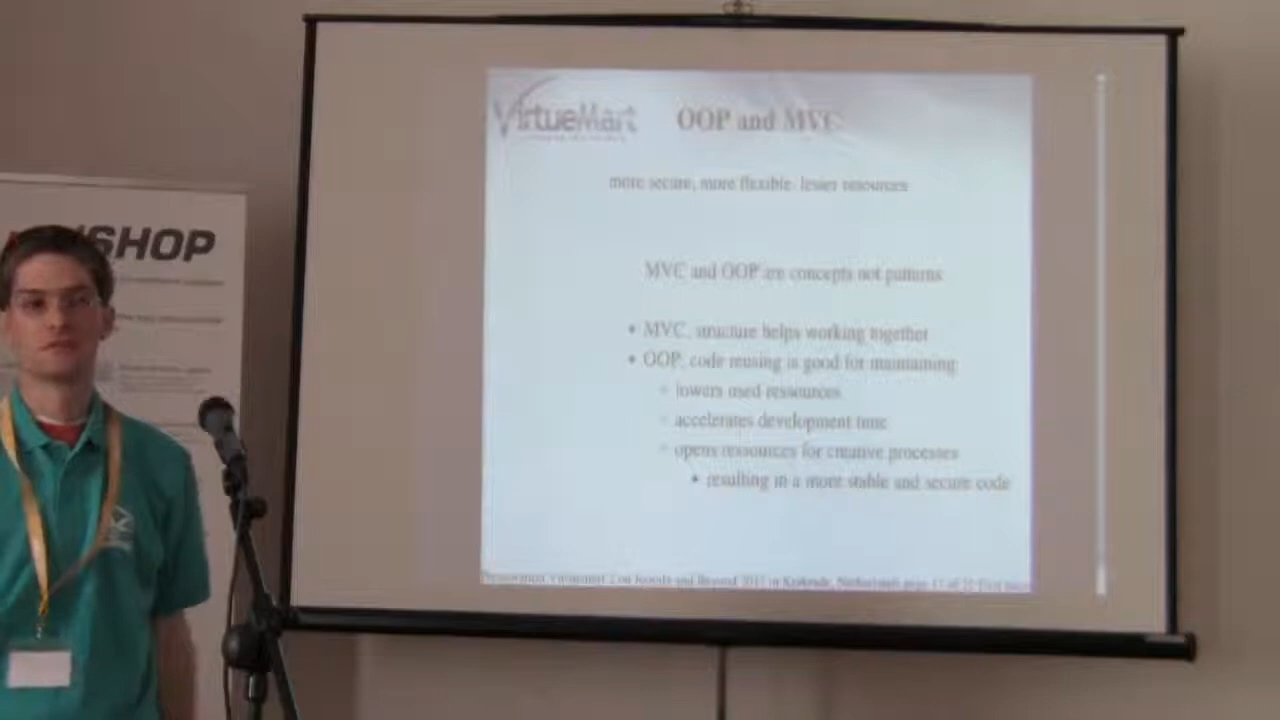 SHOP
VirtueMart
OOP and MVC
more secure, more flexible, lesser resources
MVC and OOP are concepts not patterns
• MVC, structure helps working together
• OOP, code reusing is good for maintaining
lowers used ressources
accelerates development time
opens ressources for creative processes
• resulting in a more stable and secure code